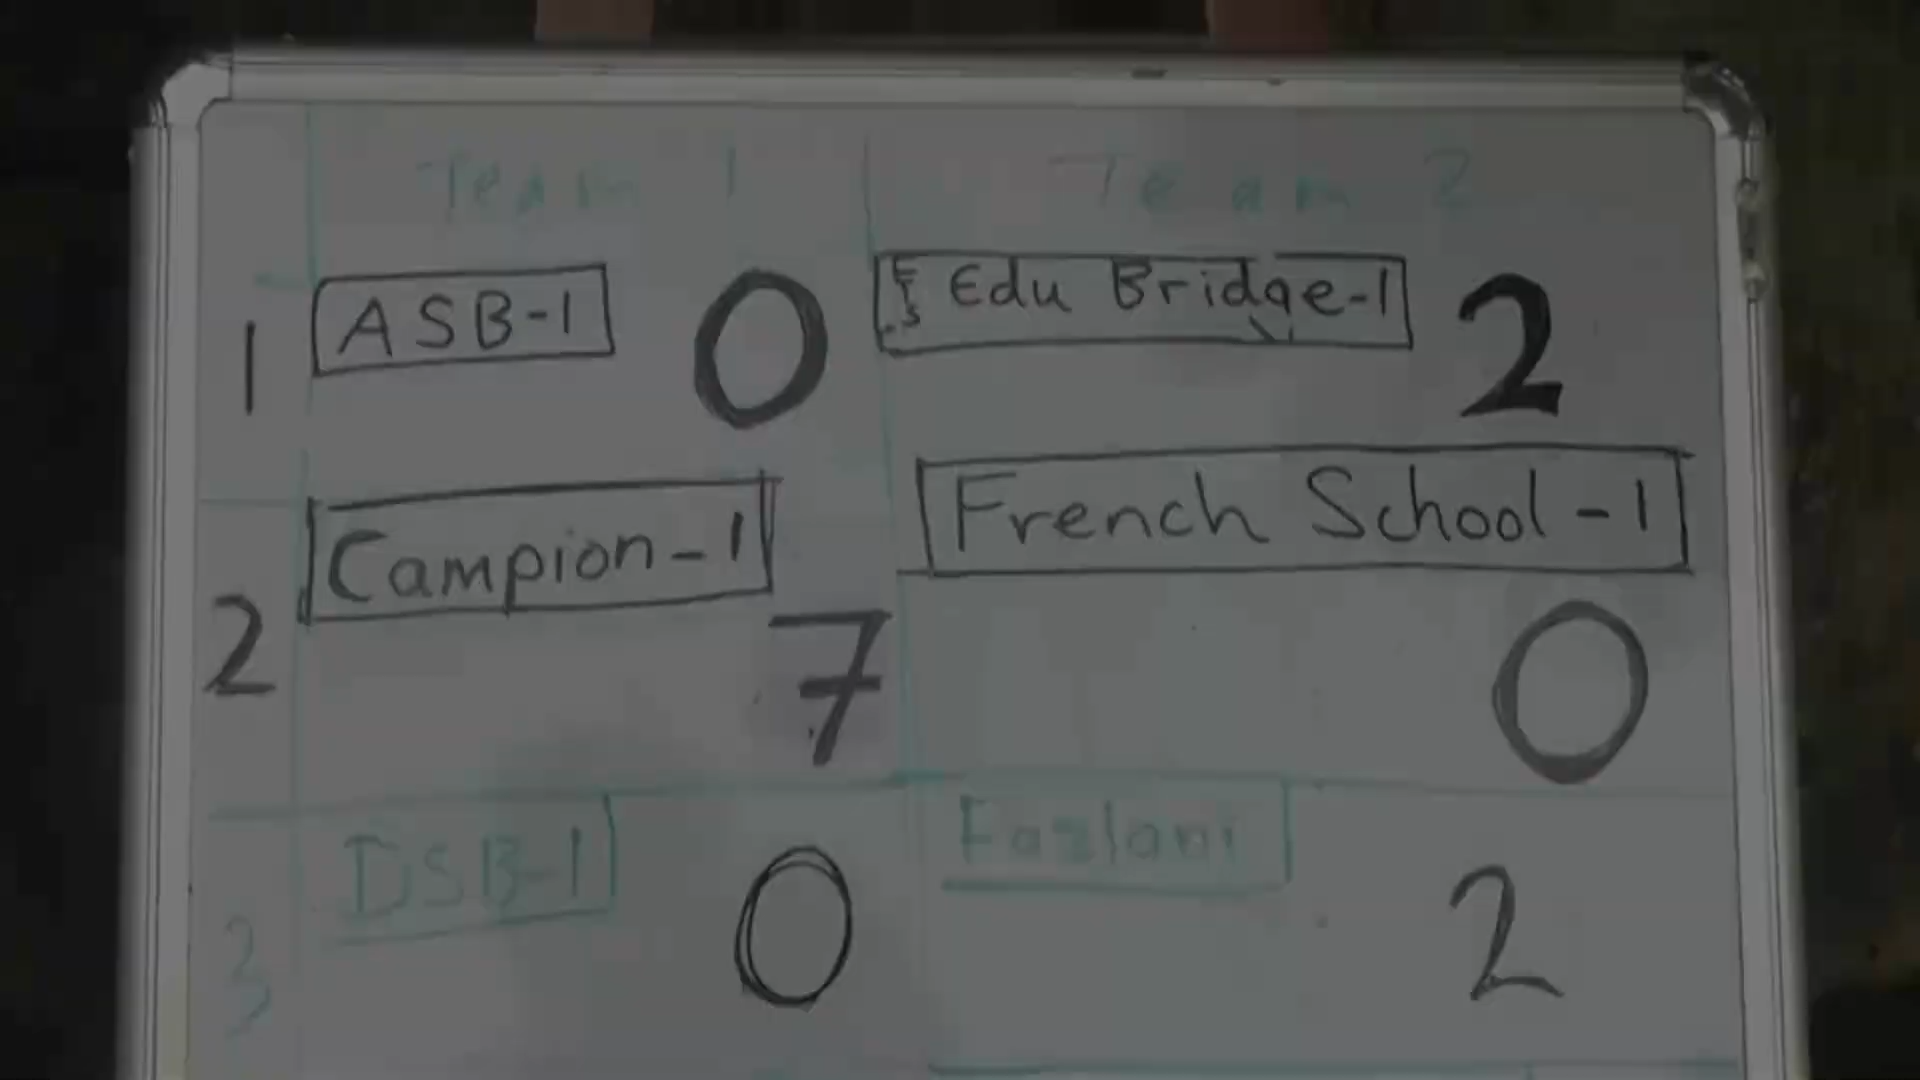 Team 1 Team 2
1 ASB-1 0 Edu Bridge-1 2
2 Campion-1 7 French School-1 0
3 DSB-1 0 Fazlani 2